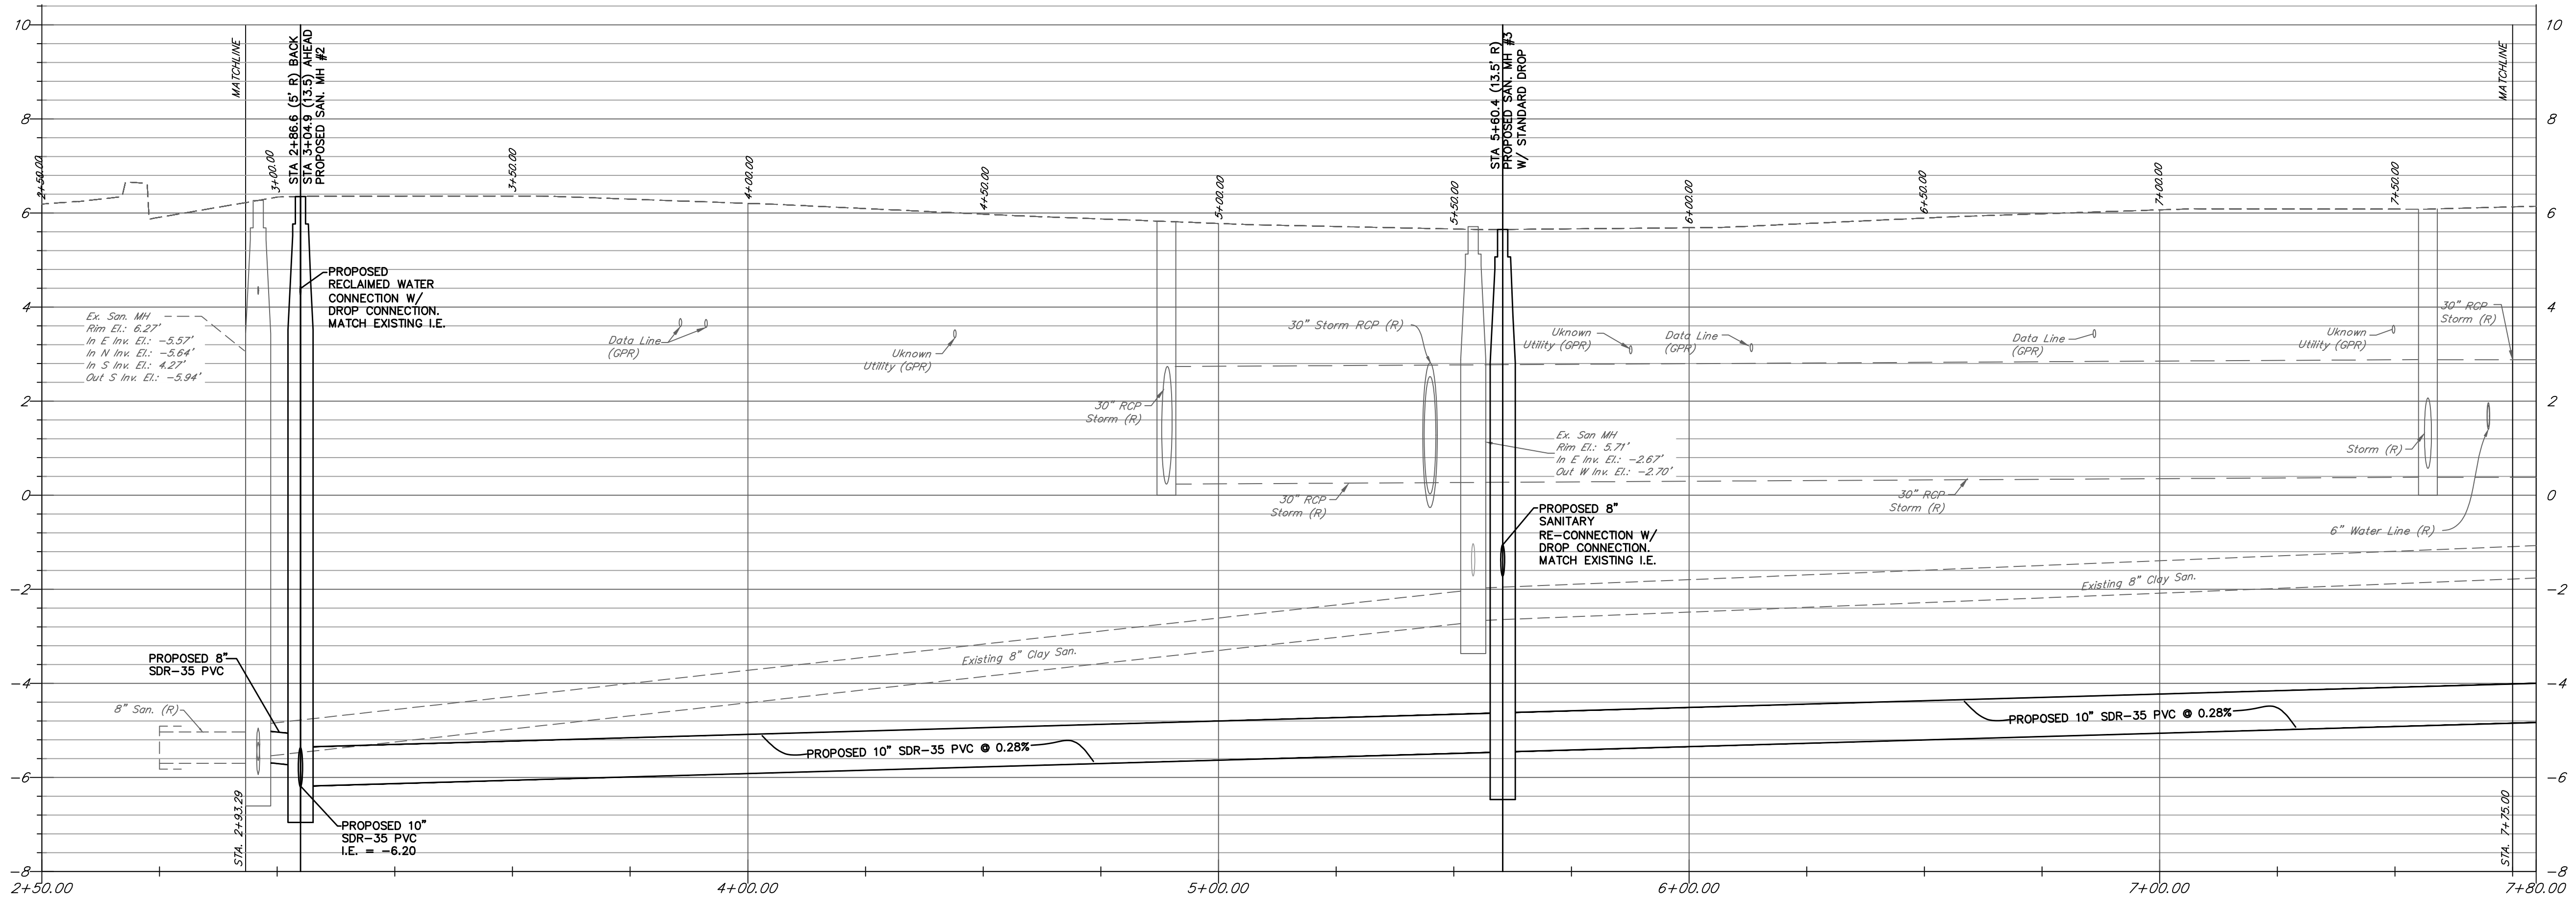 10
8
6
4
2
0
-2
-4
-6
-8
10
8
6
4
2
0
-2
-4
-6
-8
MATCHLINE
STA. 2+93.29
STA 2+86.6 (5' R) BACK
STA 3+04.9 (13.5) AHEAD
PROPOSED SAN. MH #2
STA 5+60.4 (13.5' R)
PROPOSED SAN. MH #3
W/ STANDARD DROP
MATCHLINE
STA. 7+75.00
2+50.00
3+00.00
3+50.00
4+00.00
4+50.00
5+00.00
5+50.00
6+00.00
6+50.00
7+00.00
7+50.00
PROPOSED
RECLAIMED WATER
CONNECTION W/
DROP CONNECTION.
MATCH EXISTING I.E.
Ex. San. MH
Rim El.: 6.27'
In E Inv. El.: -5.57'
In N Inv. El.: -5.64'
In S Inv. El.: 4.27'
Out S Inv. El.: -5.94'
Data Line
(GPR)
Uknown
Utility (GPR)
30" Storm RCP (R)
Uknown
Utility (GPR)
Data Line
(GPR)
Data Line
(GPR)
Uknown
Utility (GPR)
30" RCP
Storm (R)
30" RCP
Storm (R)
Ex. San MH
Rim El.: 5.71'
In E Inv. El.: -2.67'
Out W Inv. El.: -2.70'
Storm (R)
30" RCP
Storm (R)
30" RCP
Storm (R)
6" Water Line (R)
PROPOSED 8"
SANITARY
RE-CONNECTION W/
DROP CONNECTION.
MATCH EXISTING I.E.
Existing 8" Clay San.
Existing 8" Clay San.
PROPOSED 8"
SDR-35 PVC
8" San. (R)
PROPOSED 10" SDR-35 PVC @ 0.28%
PROPOSED 10" SDR-35 PVC @ 0.28%
PROPOSED 10"
SDR-35 PVC
I.E. = -6.20
2+50.00
4+00.00
5+00.00
6+00.00
7+00.00
7+80.00